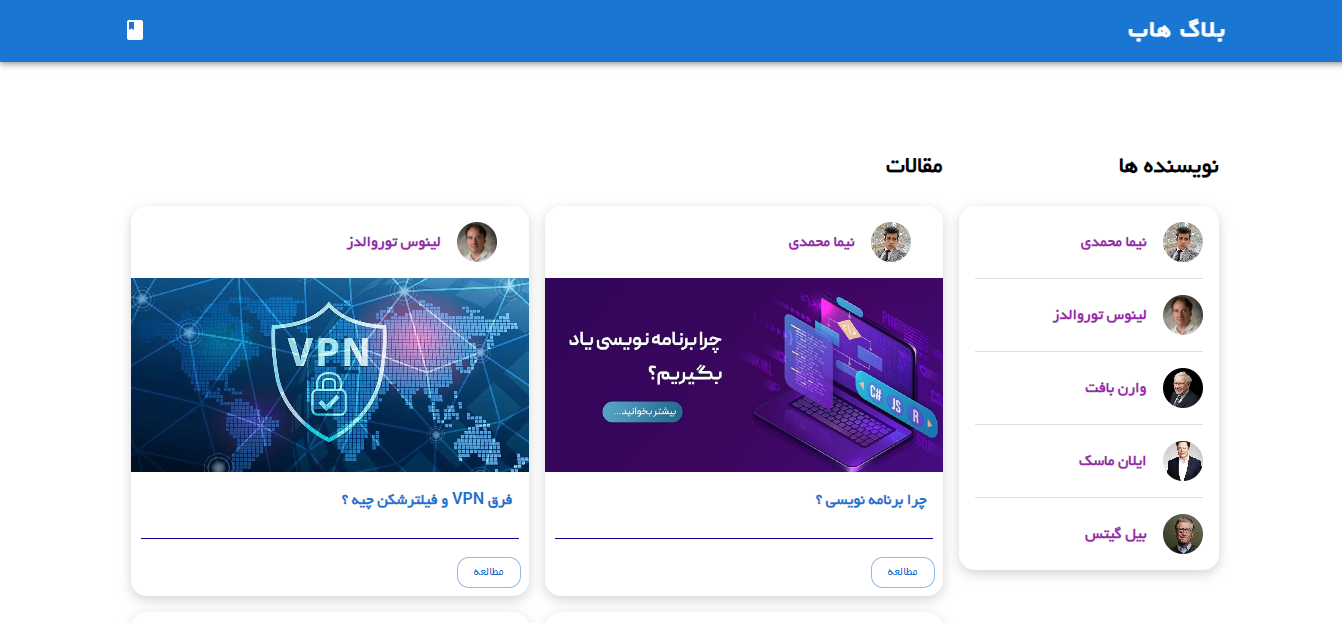 بلاگ هاب
نویسنده ها
نیما محمدی
لینوس توروالدز
وارن بافت
ایلان ماسک
بیل گیتس
مقالات
نیما محمدی
چرا برنامه نویسی یاد
بگیریم؟
بیشتر بخوانید...
C#
JS
R
چرا برنامه نویسی ؟
مطالعه
لینوس توروالدز
VPN
فرق VPN و فیلترشکن چیه ؟
مطالعه